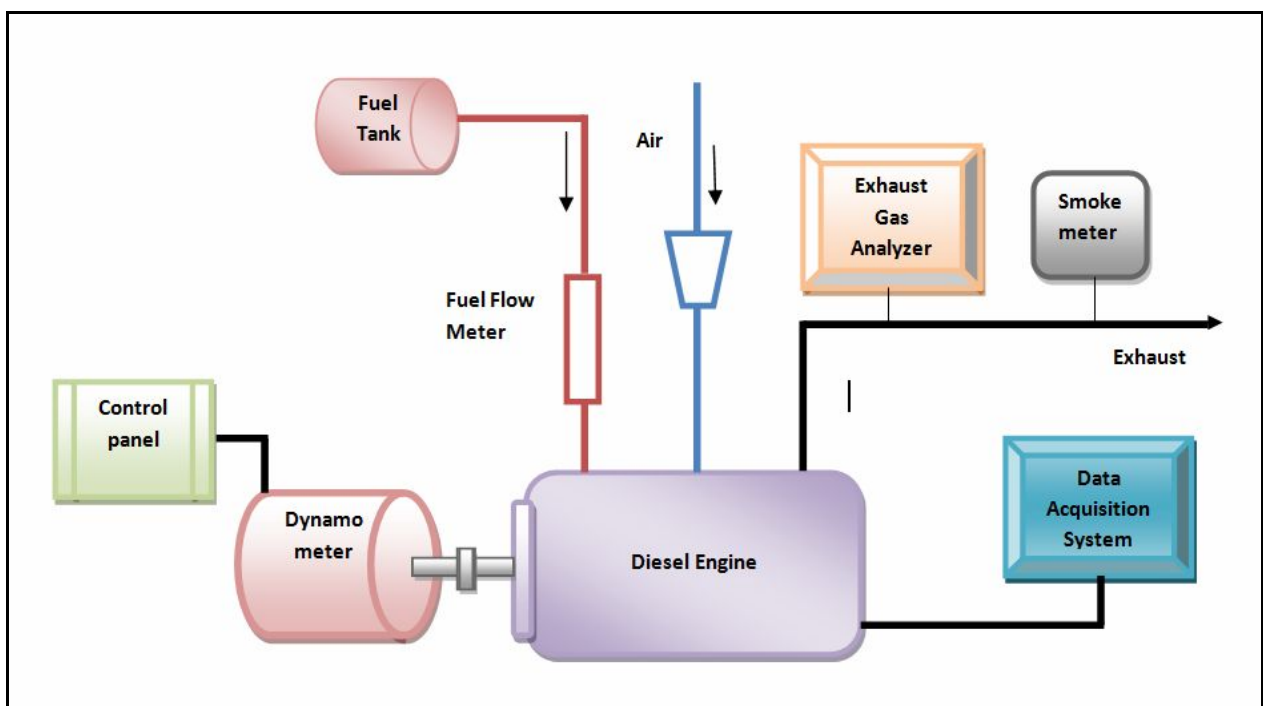 Fuel
Tank
Air
Exhaust
Gas
Analyzer
Smoke
meter
Fuel Flow
Meter
Exhaust
Control
panel
Data
Acquisition
System
Dynamo
meter
Diesel Engine